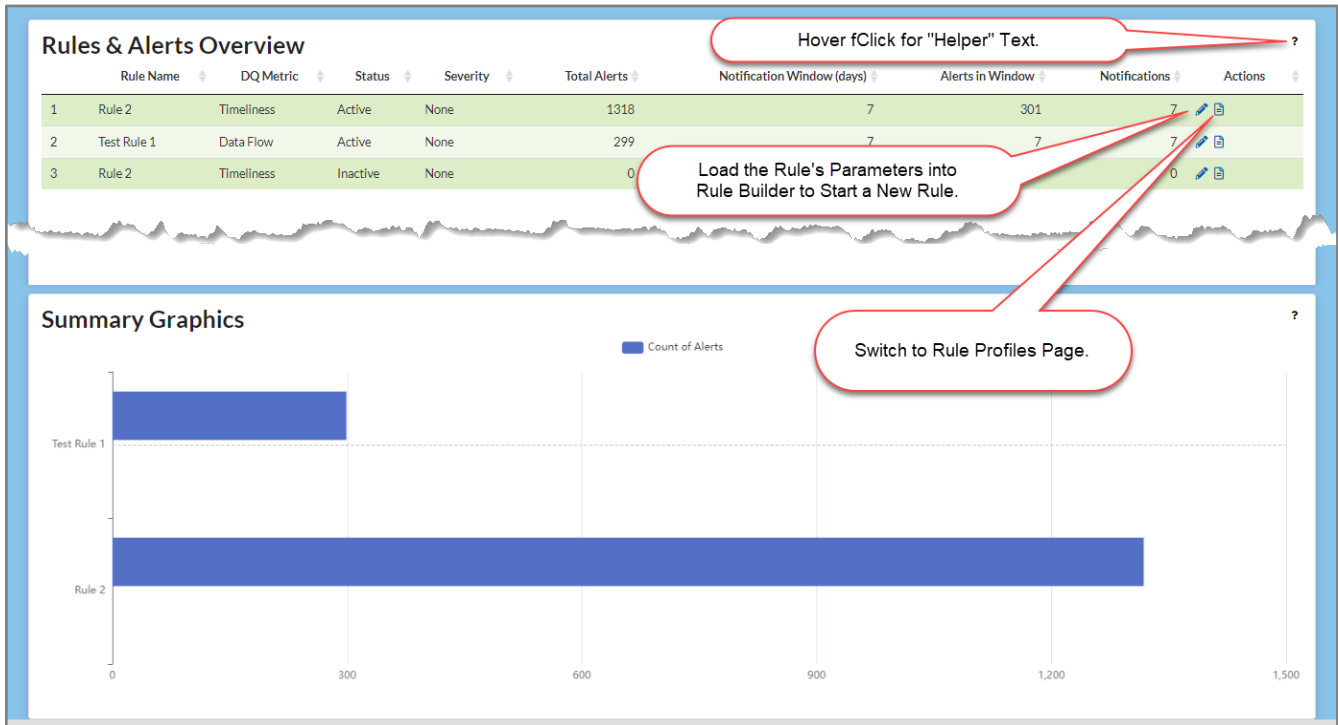 Rules & Alerts Overview
Hover fClick for "Helper" Text.
?
Rule Name DQ Metric Status Severity Total Alerts Notification Window (days) Alerts in Window Notifications Actions
1 Rule 2 Timeliness Active None 1318 7 301 7
2 Test Rule 1 Data Flow Active None 299 7 7 7
3 Rule 2 Timeliness Inactive None 0 0
Load the Rule's Parameters into
Rule Builder to Start a New Rule.
Summary Graphics
?
Count of Alerts
Switch to Rule Profiles Page.
Test Rule 1
Rule 2
0 300 600 900 1,200 1,500